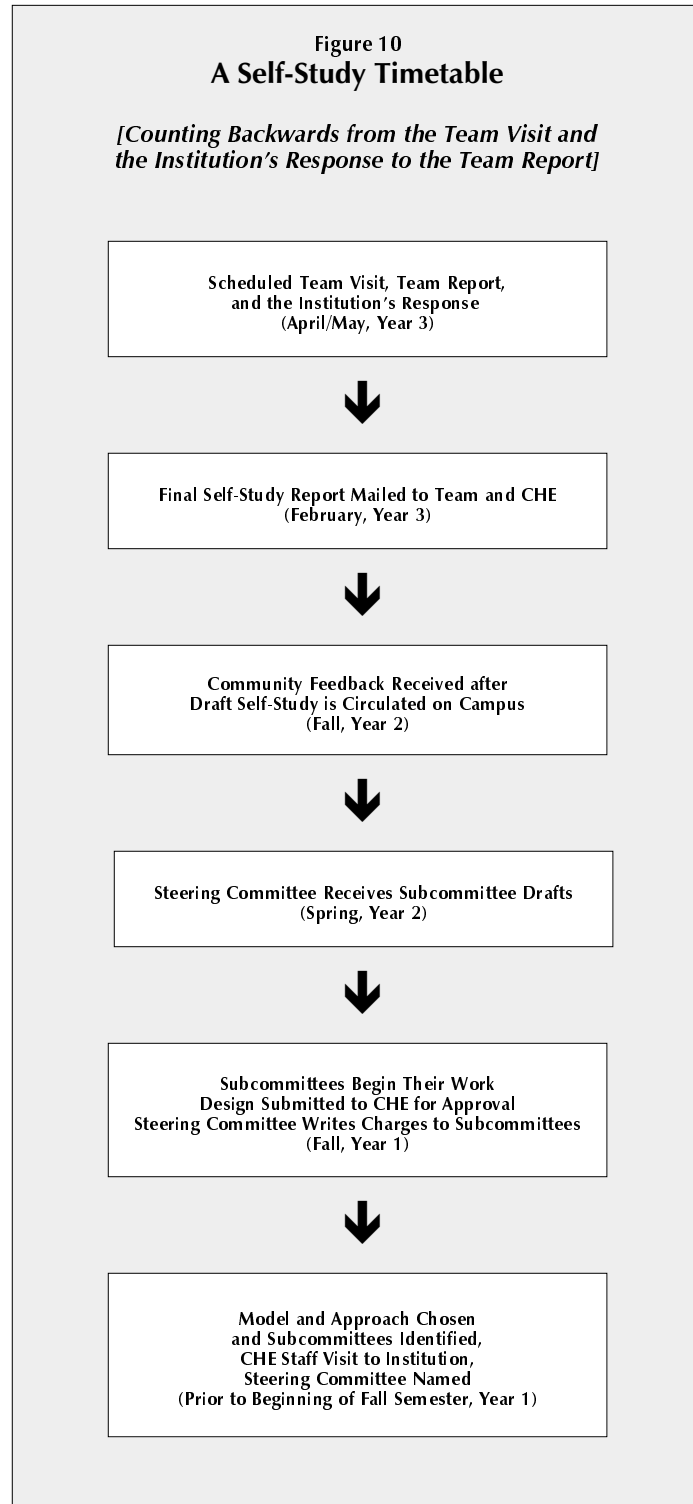 Figure 10
A Self-Study Timetable
[Counting Backwards from the Team Visit and
the Institution’s Response to the Team Report]
Scheduled Team Visit, Team Report,
and the Institution’s Response
(April/May, Year 3)
Final Self-Study Report Mailed to Team and CHE
(February, Year 3)
Community Feedback Received after
Draft Self-Study is Circulated on Campus
(Fall, Year 2)
Steering Committee Receives Subcommittee Drafts
(Spring, Year 2)
Subcommittees Begin Their Work
Design Submitted to CHE for Approval
Steering Committee Writes Charges to Subcommittees
(Fall, Year 1)
Model and Approach Chosen
and Subcommittees Identified,
CHE Staff Visit to Institution,
Steering Committee Named
(Prior to Beginning of Fall Semester, Year 1)